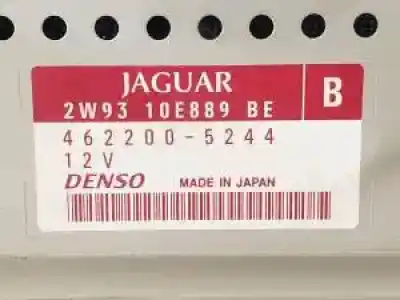 JAGUAR
2W93 10E889 BE
B
462200-5244
12V
DENSO MADE IN JAPAN